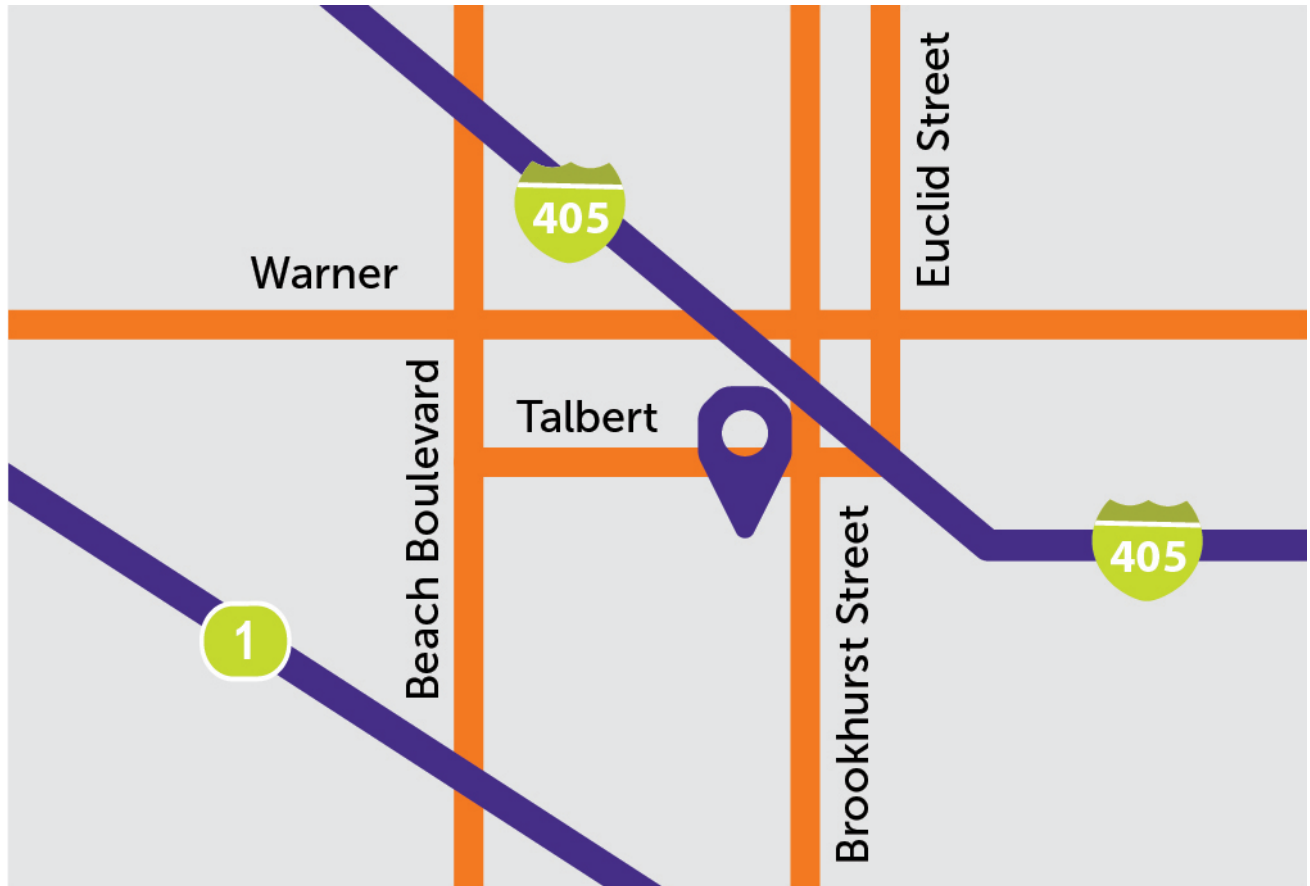 Euclid Street
405
Warner
Beach Boulevard
Talbert
405
Brookhurst Street
1